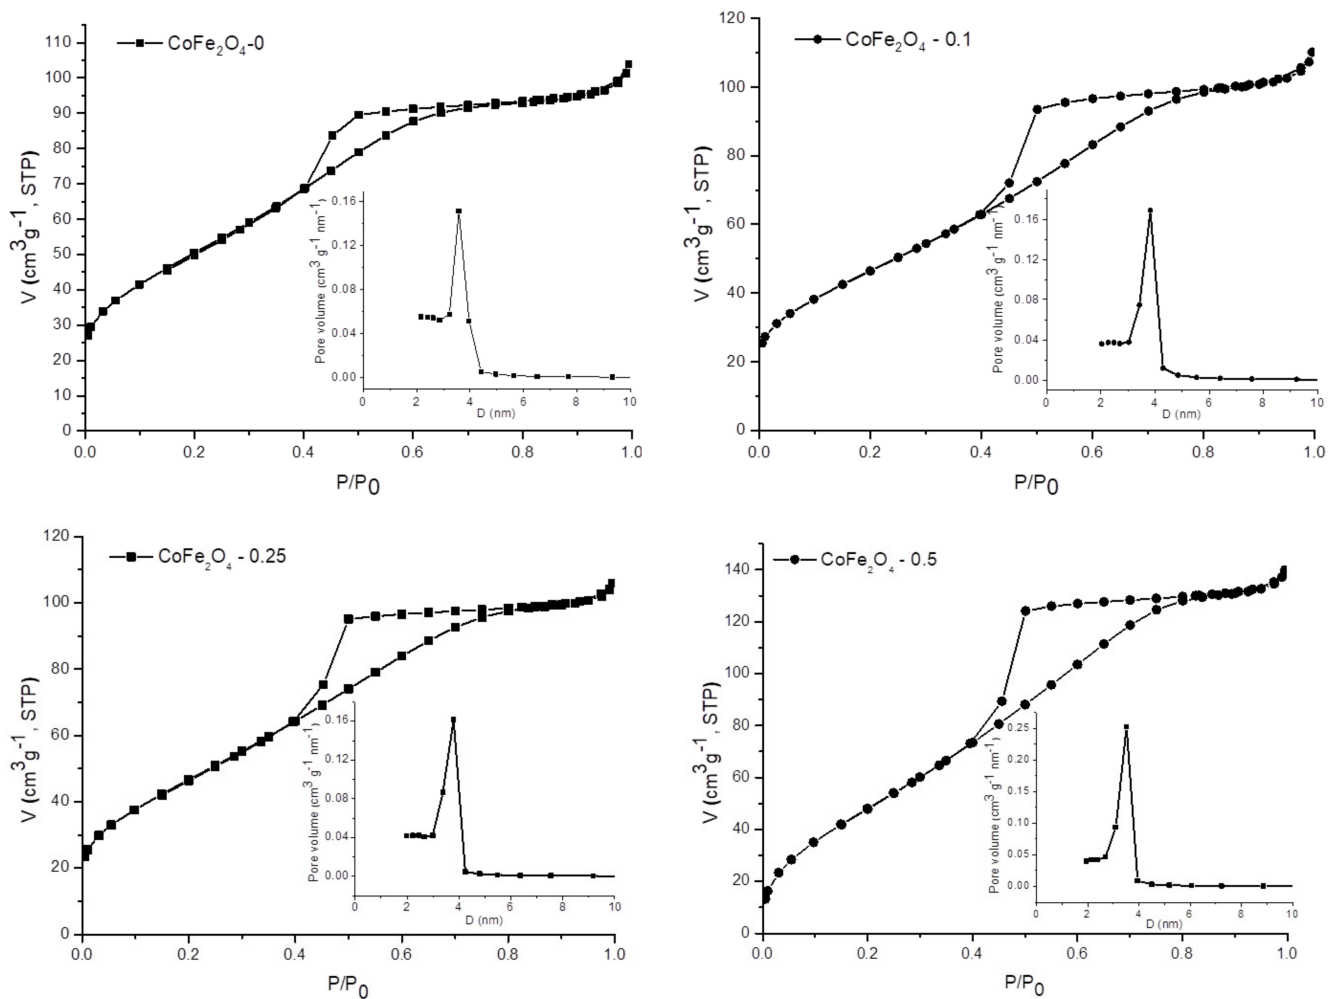 CoFe2O4-0
V (cm3g-1, STP)
110
100
90
80
70
60
50
40
30
20
10
0
0.0 0.2 0.4 0.6 0.8 1.0
P/P0
Pore volume (cm3 g-1 nm-1)
0.16
0.12
0.08
0.04
0.00
0 2 4 6 8 10
D (nm)
CoFe2O4 - 0.1
V (cm3g-1, STP)
120
100
80
60
40
20
0
0.0 0.2 0.4 0.6 0.8 1.0
P/P0
Pore volume (cm3 g-1 nm-1)
0.16
0.12
0.08
0.04
0.00
0 2 4 6 8 10
D (nm)
CoFe2O4 - 0.25
V (cm3g-1, STP)
120
100
80
60
40
20
0
0.0 0.2 0.4 0.6 0.8 1.0
P/P0
Pore volume (cm3 g-1 nm-1)
0.16
0.12
0.08
0.04
0.00
0 2 4 6 8 10
D (nm)
CoFe2O4 - 0.5
V (cm3g-1, STP)
140
120
100
80
60
40
20
0
0.0 0.2 0.4 0.6 0.8 1.0
P/P0
Pore volume (cm3 g-1 nm-1)
0.25
0.20
0.15
0.10
0.05
0.00
0 2 4 6 8 10
D (nm)